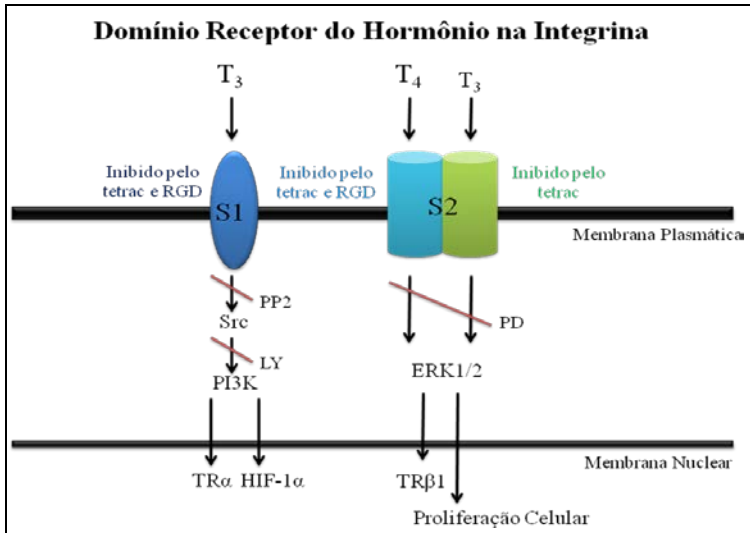 Domínio Receptor do Hormônio na Integrina
T₃
T₄
T₃
Inibido pelo
tetrac e RGD
S1
Inibido pelo
tetrac e RGD
S2
Inibido pelo
tetrac
Membrana Plasmática
PP2
Src
LY
PI3K
PD
ERK1/2
Membrana Nuclear
TRα HIF-1α
TRβ1
Proliferação Celular